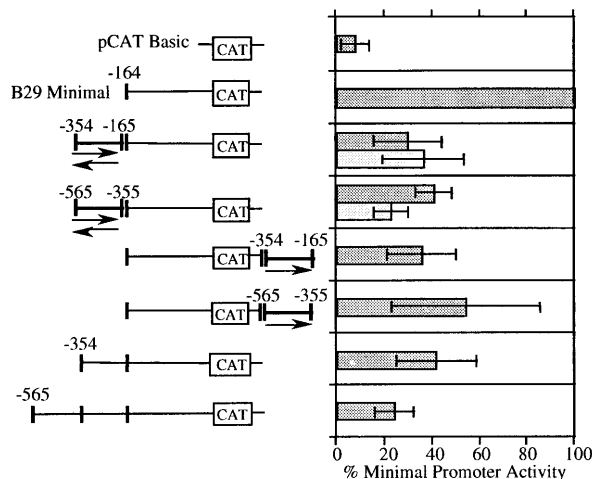 pCAT Basic CAT
-164
B29 Minimal CAT
-354 -165
CAT
-565 -355
CAT
-354 -165
CAT
-565 -355
CAT
-354
CAT
-565
CAT
0 20 40 60 80 100
% Minimal Promoter Activity